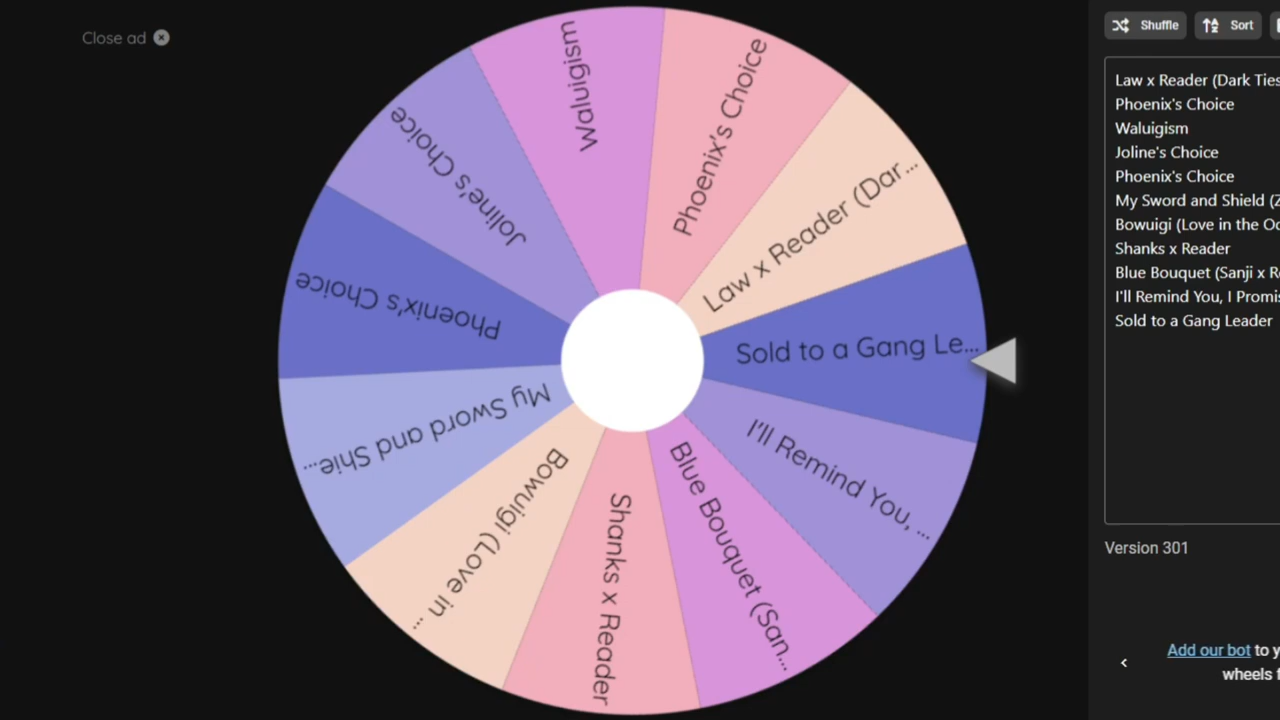 Close ad
Waluigism
Phoenix's Choice
Law x Reader (Dar...
Sold to a Gang Le...
I'll Remind You, ...
Blue Bouquet (San...
Shanks x Reader
Bowuigi (Love in ...
My Sword and Shie...
Phoenix's Choice
Joline's Choice
Shuffle
Sort
Law x Reader (Dark Ties
Phoenix's Choice
Waluigism
Joline's Choice
Phoenix's Choice
My Sword and Shield (Z
Bowuigi (Love in the Oc
Shanks x Reader
Blue Bouquet (Sanji x Re
I'll Remind You, I Promis
Sold to a Gang Leader
Version 301
Add our bot to y
wheels f